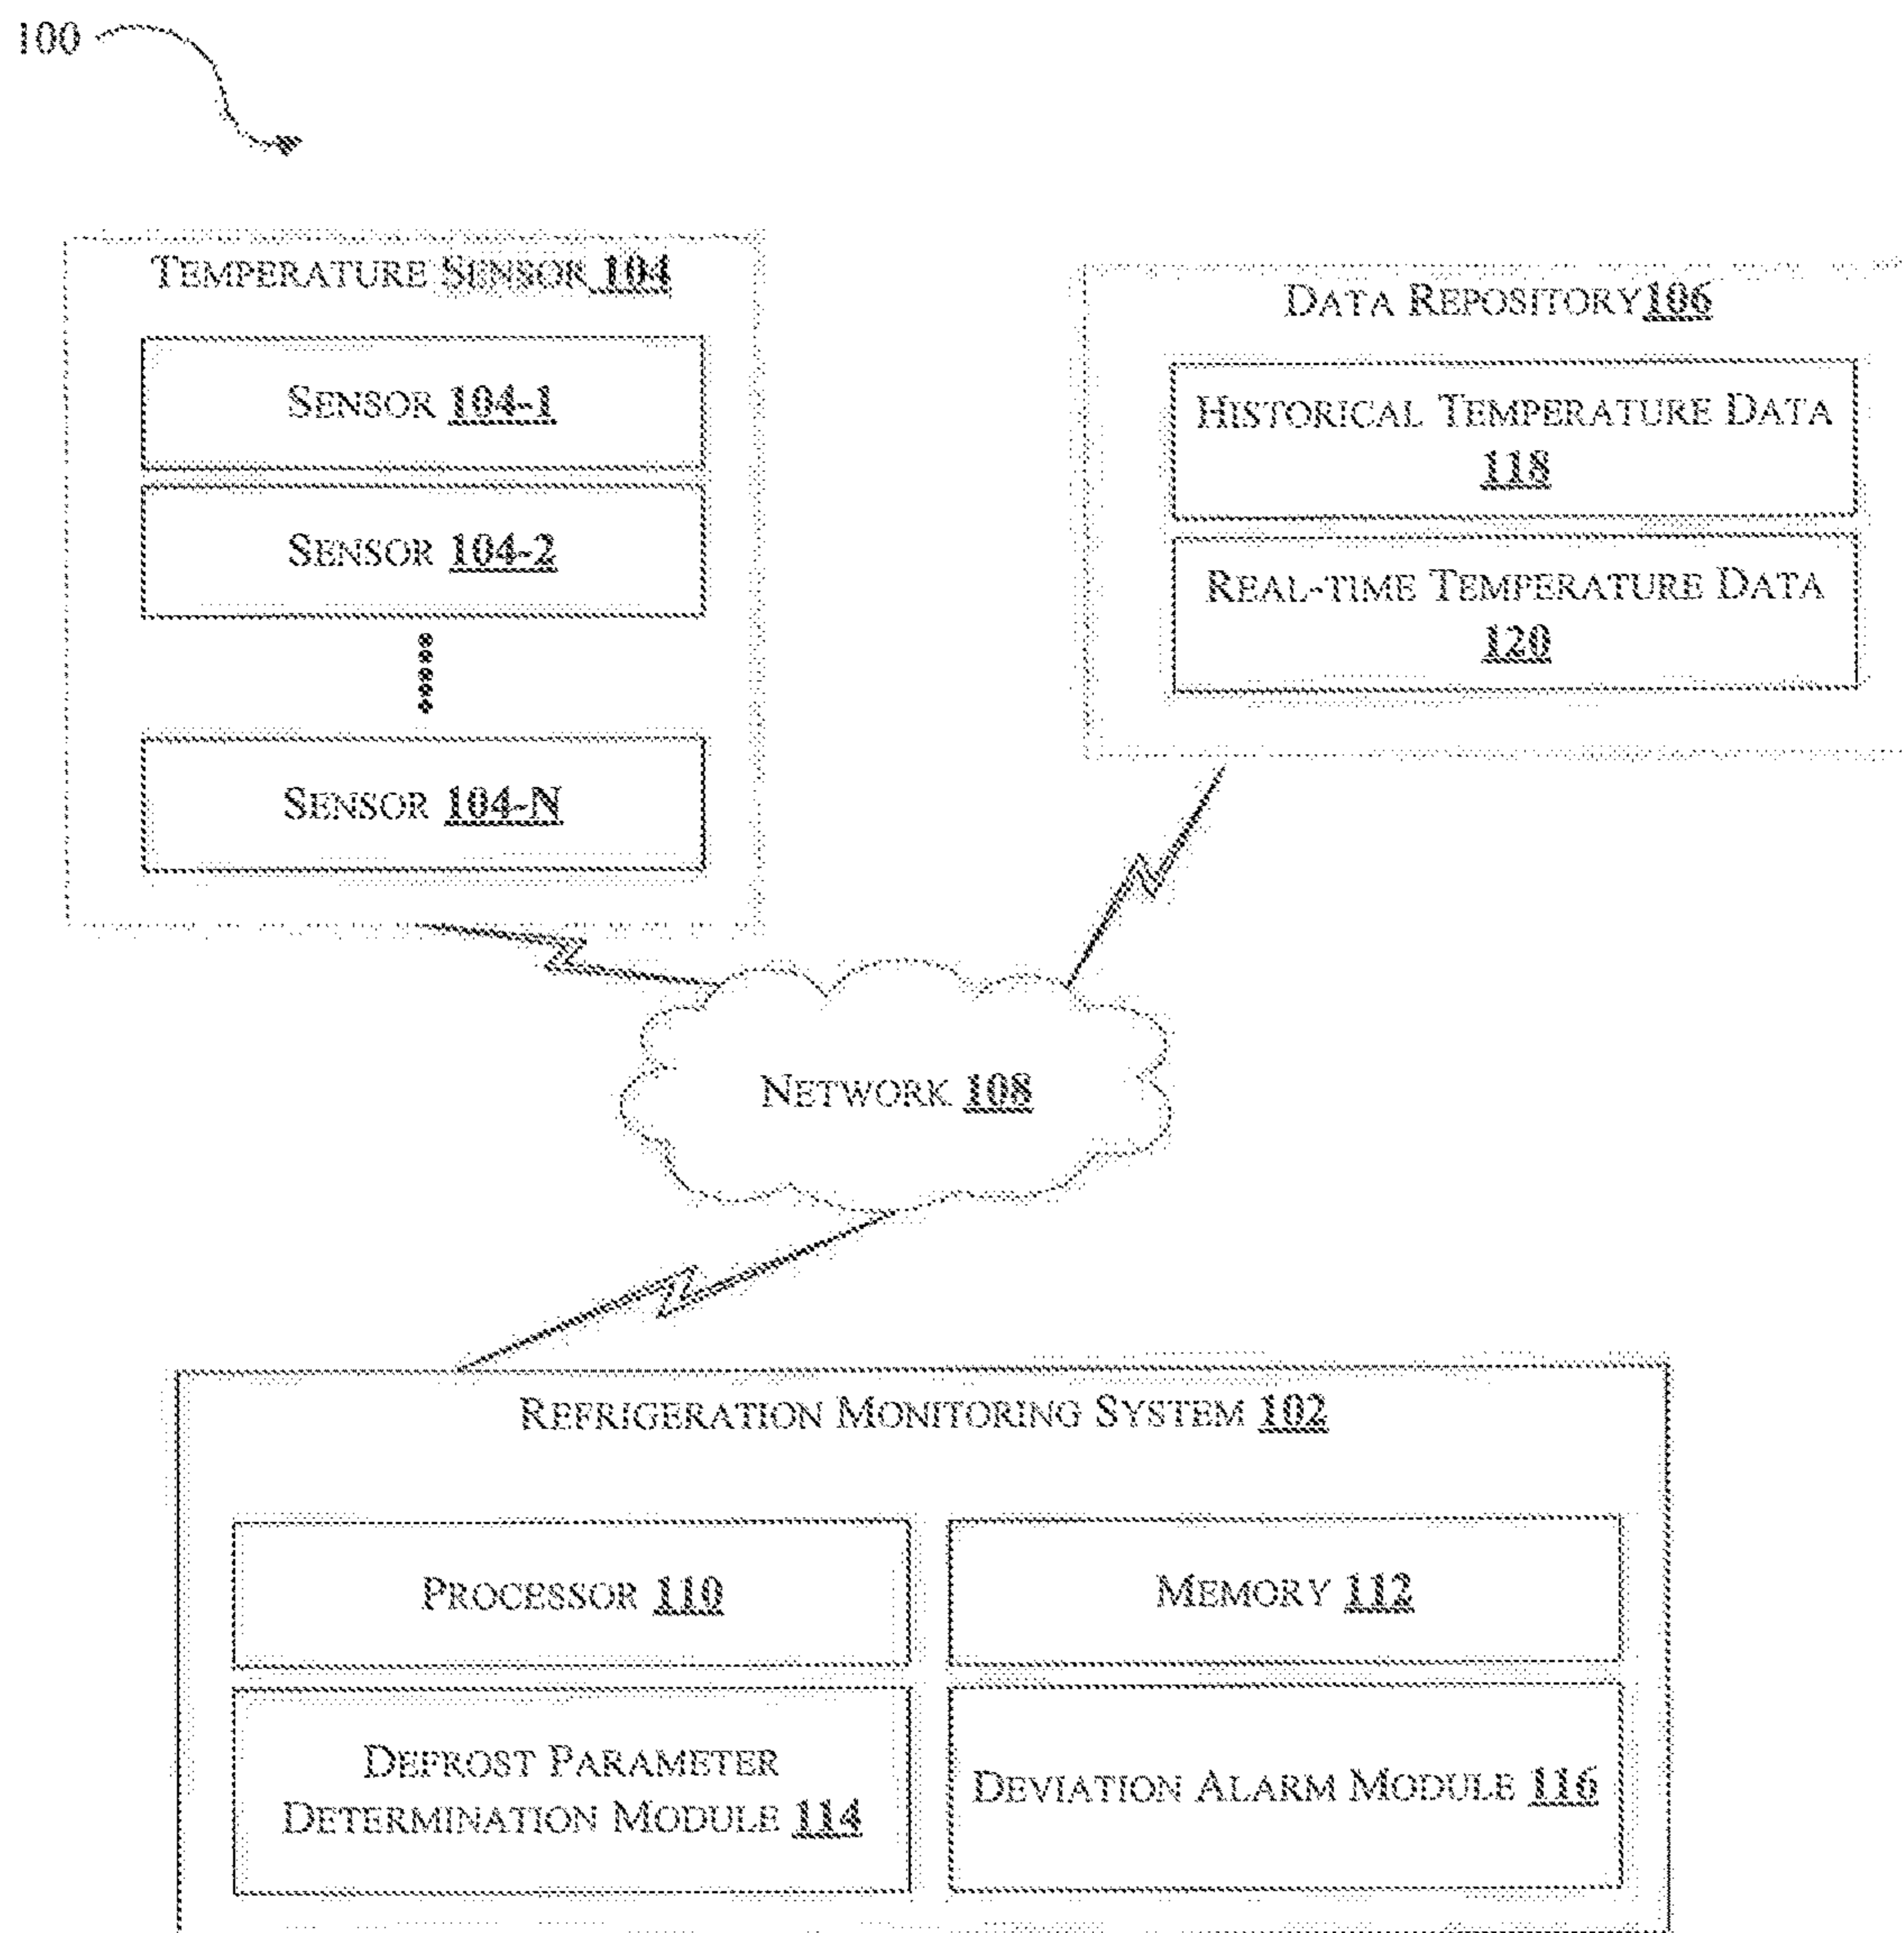 100
TEMPERATURE SENSOR 104
SENSOR 104-1
SENSOR 104-2
SENSOR 104-N
DATA REPOSITORY106
HISTORICAL TEMPERATURE DATA
118
REAL-TIME TEMPERATURE DATA
120
NETWORK 108
REFRIGERATION MONITORING SYSTEM 102
PROCESSOR 110
MEMORY 112
DEFROST PARAMETER
DETERMINATION MODULE 114
DEVIATION ALARM MODULE 116